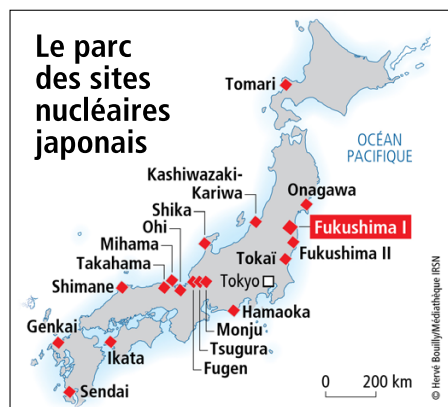 Le parc
des sites
nucléaires
japonais
Tomari
OCÉAN
PACIFIQUE
Kashiwazaki-
Kariwa
Onagawa
Shika
Fukushima I
Ohi
Mihama
Tokaï
Fukushima II
Takahama
Tokyo
Shimane
Hamaoka
Genkai
Monju
Ikata
Tsugura
Fugen
Sendai
0 200 km
© Hervé Bouilly/Médiathèque IRSN